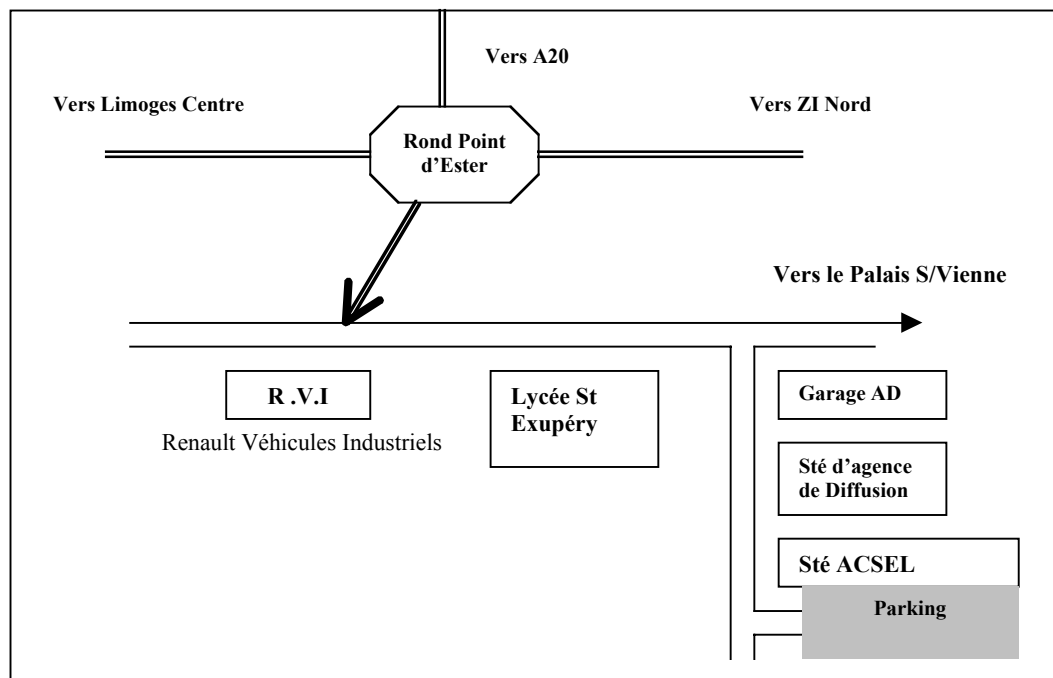 Vers A20
Vers Limoges Centre
Vers ZI Nord
Rond Point
d'Ester
Vers le Palais S/Vienne
R .V.I
Renault Véhicules Industriels
Lycée St
Exupéry
Garage AD
Sté d'agence
de Diffusion
Sté ACSEL
Parking